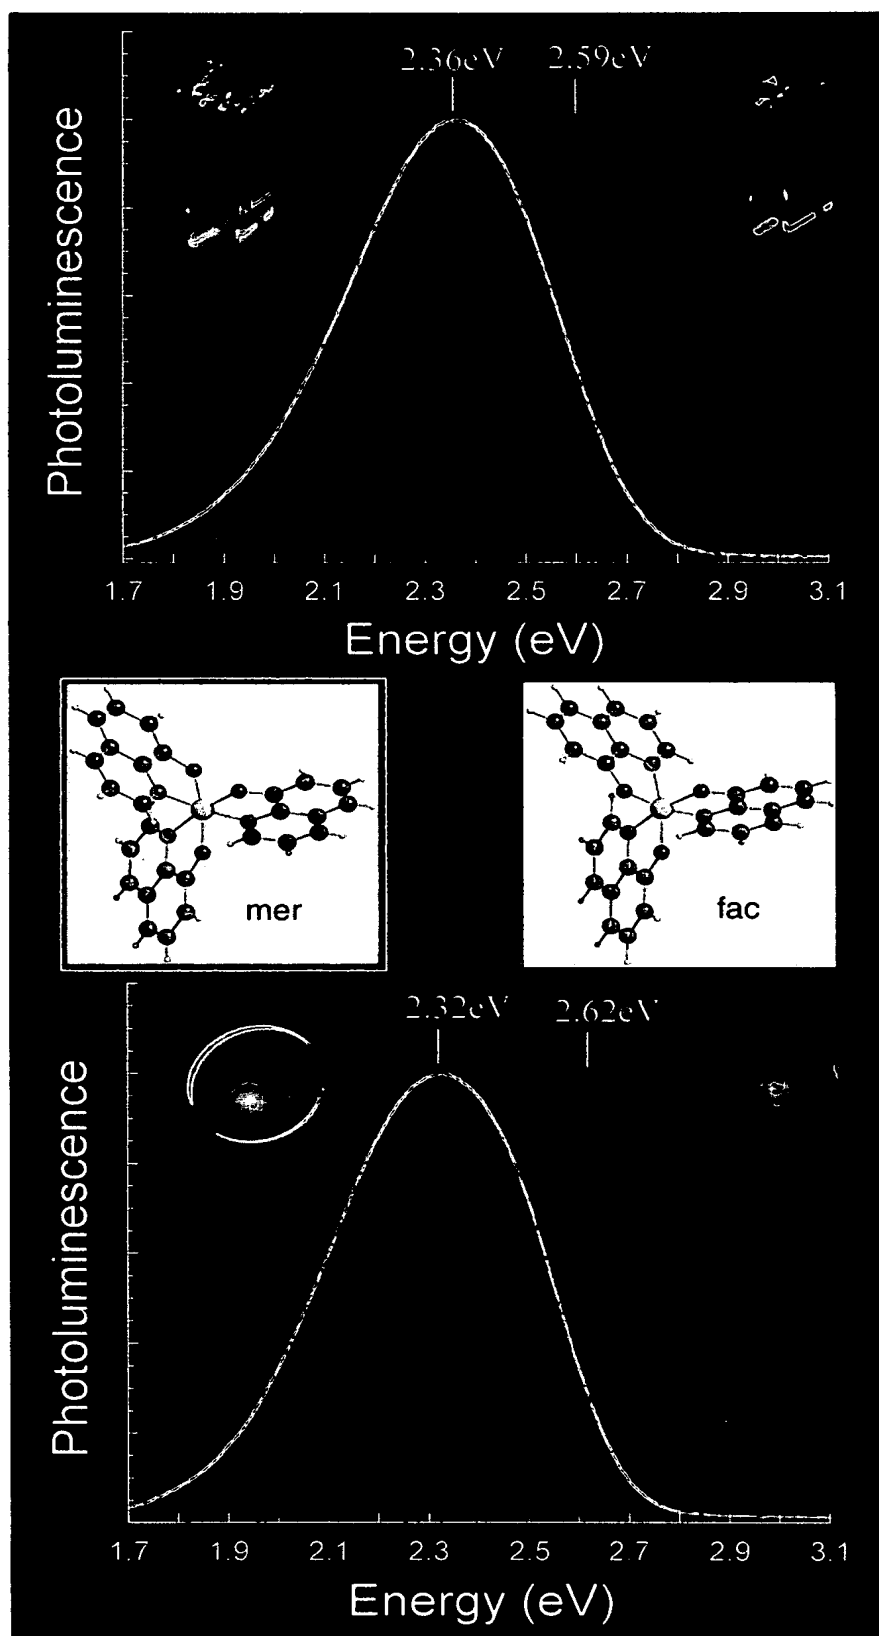 2.36eV 2.59eV
Photoluminescence
1.7 1.9 2.1 2.3 2.5 2.7 2.9 3.1
Energy (eV)
mer
fac
2.32eV 2.62eV
Photoluminescence
1.7 1.9 2.1 2.3 2.5 2.7 2.9 3.1
Energy (eV)